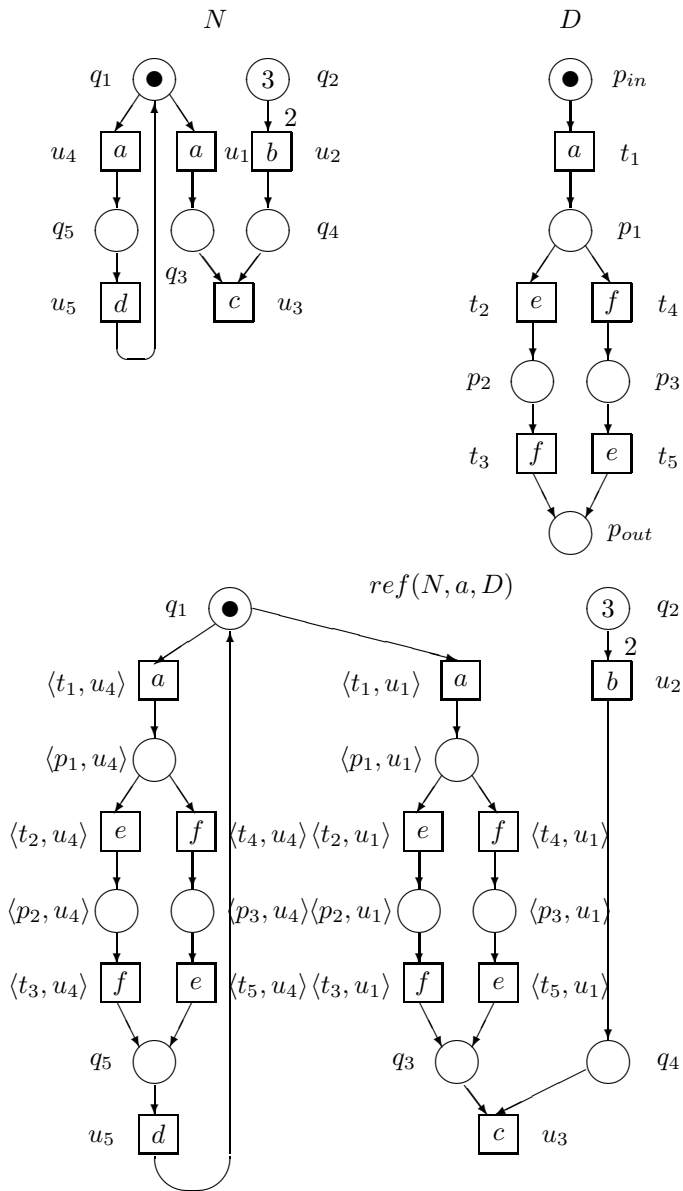 N D
q₁ 3 q₂ p_in
2
u₄ a a u₁ b u₂ a t₁
q₅ q₄ p₁
q₃
u₅ d c u₃ t₂ e f t₄
p₂ p₃
t₃ f e t₅
p_out
ref(N, a, D)
q₁ 3 q₂
2
⟨t₁, u₄⟩ a ⟨t₁, u₁⟩ a b u₂
⟨p₁, u₄⟩ ⟨p₁, u₁⟩
⟨t₂, u₄⟩ e f ⟨t₄, u₄⟩ ⟨t₂, u₁⟩ e f ⟨t₄, u₁⟩
⟨p₂, u₄⟩ ⟨p₃, u₄⟩ ⟨p₂, u₁⟩ ⟨p₃, u₁⟩
⟨t₃, u₄⟩ f e ⟨t₅, u₄⟩ ⟨t₃, u₁⟩ f e ⟨t₅, u₁⟩
q₅ q₃ q₄
u₅ d c u₃